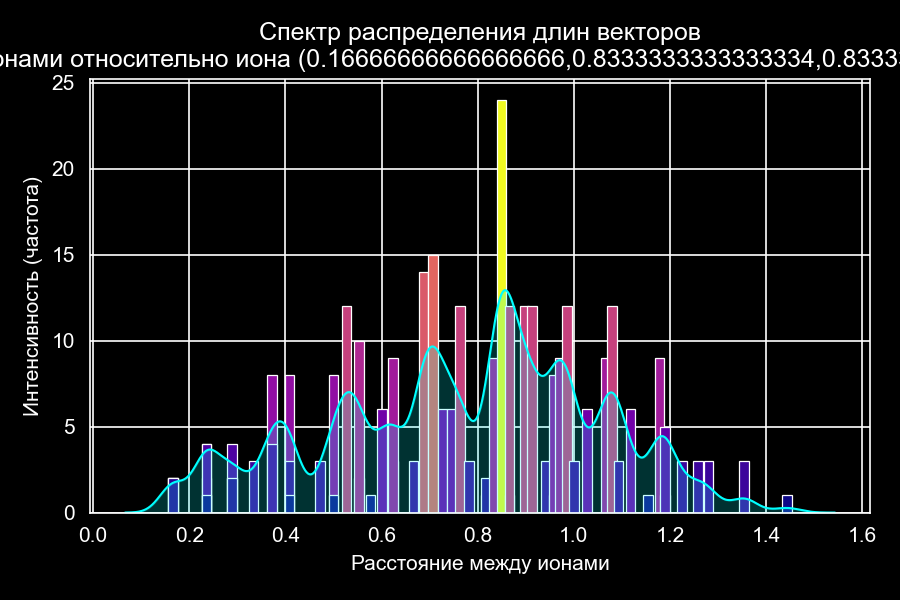 Спектр распределения длин векторов
онами относительно иона (0.16666666666666666,0.8333333333333334,0.8333
Интенсивность (частота)
25
20
15
10
5
0
0.0 0.2 0.4 0.6 0.8 1.0 1.2 1.4 1.6
Расстояние между ионами